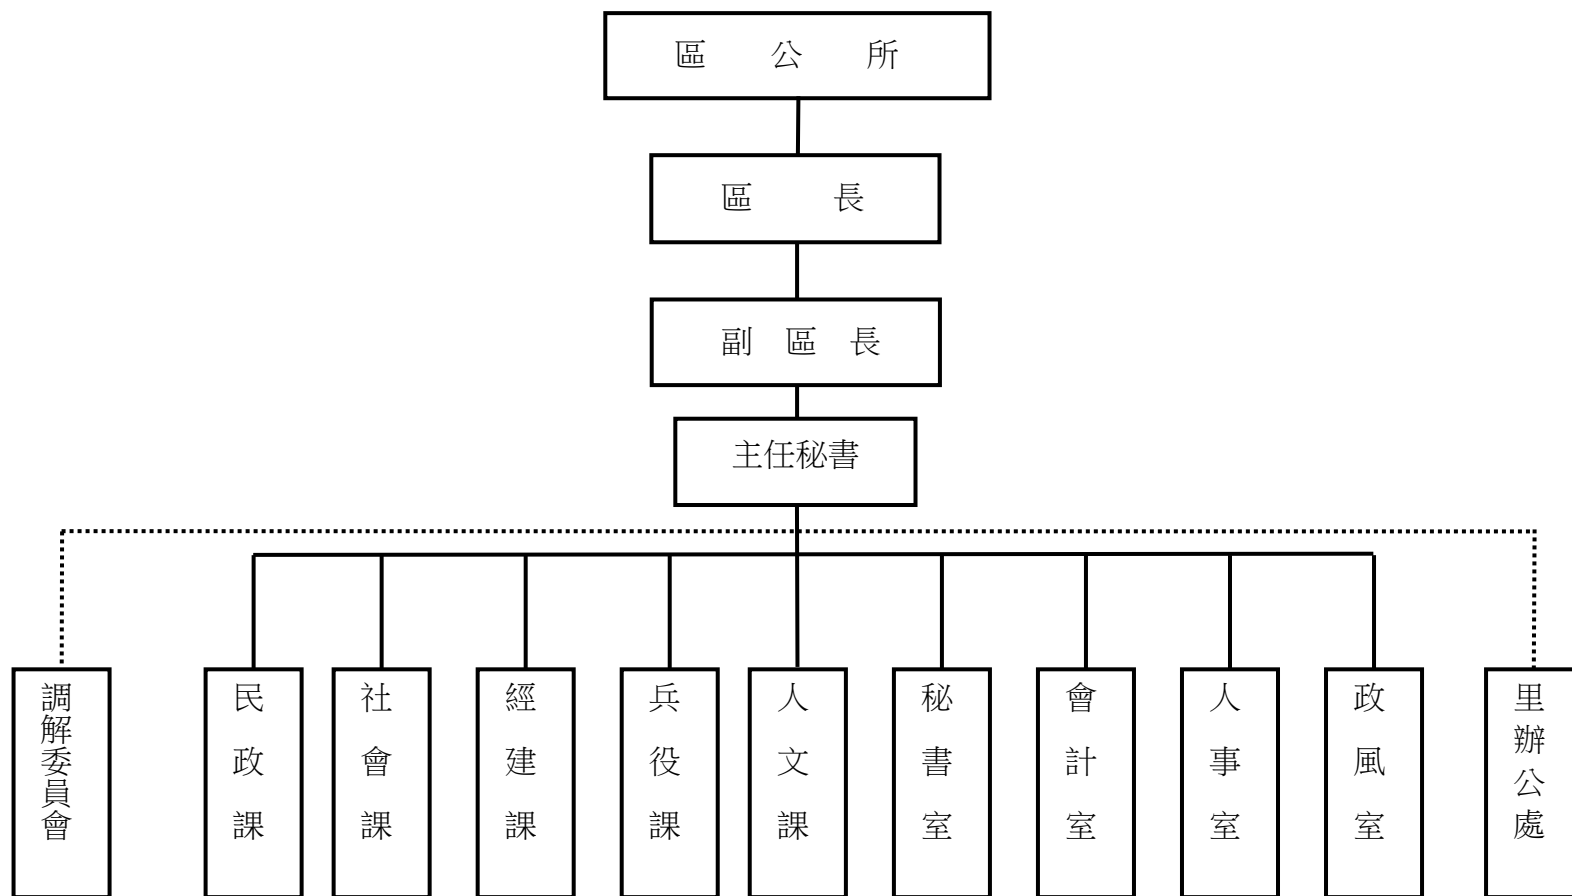 區 公 所
區 長
副 區 長
主任秘書
調解委員會
民政課
社會課
經建課
兵役課
人文課
秘書室
會計室
人事室
政風室
里辦公處